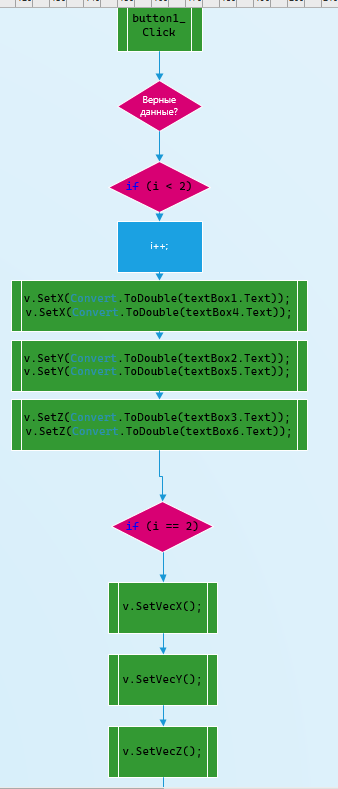 button1_
Click
Верные
данные?
if (i < 2)
i++;
v.SetX(Convert.ToDouble(textBox1.Text));
v.SetX(Convert.ToDouble(textBox4.Text));
v.SetY(Convert.ToDouble(textBox2.Text));
v.SetY(Convert.ToDouble(textBox5.Text));
v.SetZ(Convert.ToDouble(textBox3.Text));
v.SetZ(Convert.ToDouble(textBox6.Text));
if (i == 2)
v.SetVecX();
v.SetVecY();
v.SetVecZ();